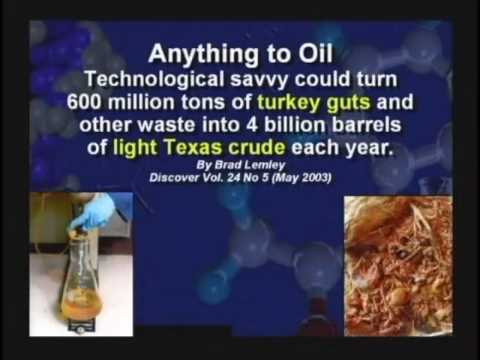 Anything to Oil
Technological savvy could turn
600 million tons of turkey guts and
other waste into 4 billion barrels
of light Texas crude each year.
By Brad Lemley
Discover Vol. 24 No 5 (May 2003)